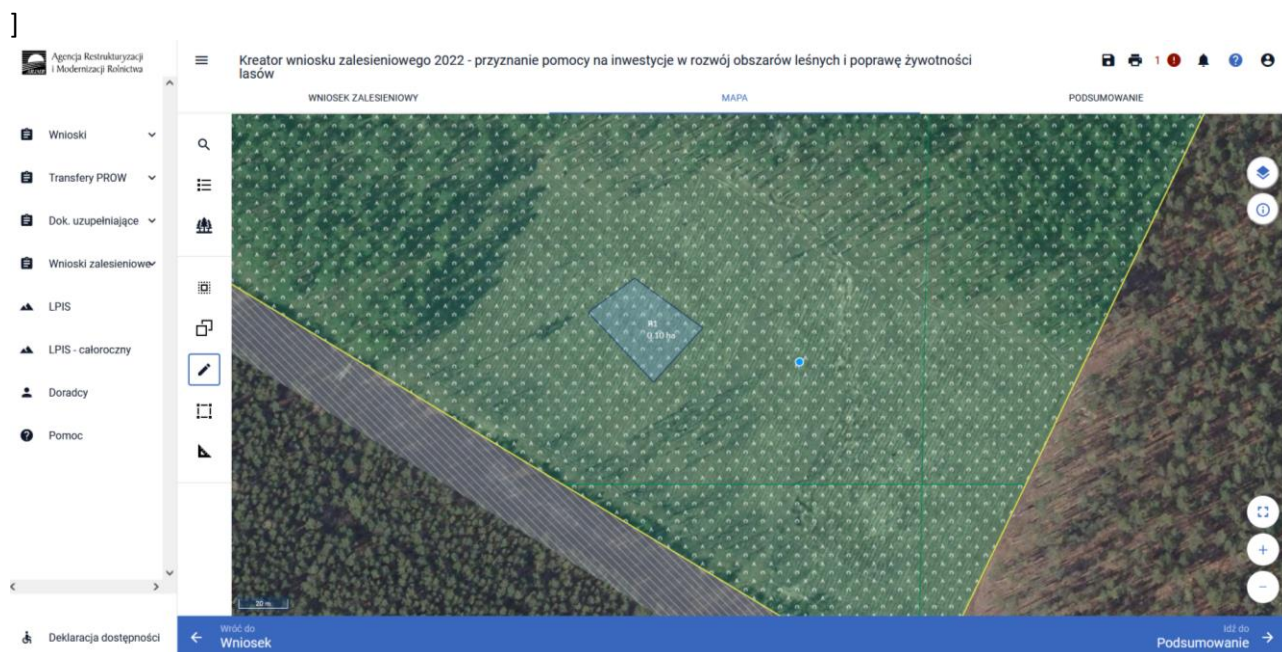 ]
Agencja Restrukturyzacji
i Modernizacji Rolnictwa
Kreator wniosku zalesieniowego 2022 - przyznanie pomocy na inwestycje w rozwój obszarów leśnych i poprawę żywotności
lasów
1
WNIOSEK ZALESIENIOWY
MAPA
PODSUMOWANIE
Wnioski
Transfery PROW
Dok. uzupełniające
Wnioski zalesieniowe
LPIS
LPIS - całoroczny
Doradcy
Pomoc
Deklaracja dostępności
R1
0.10 ha
20 m
Wróć do
Wniosek
Idź do
Podsumowanie